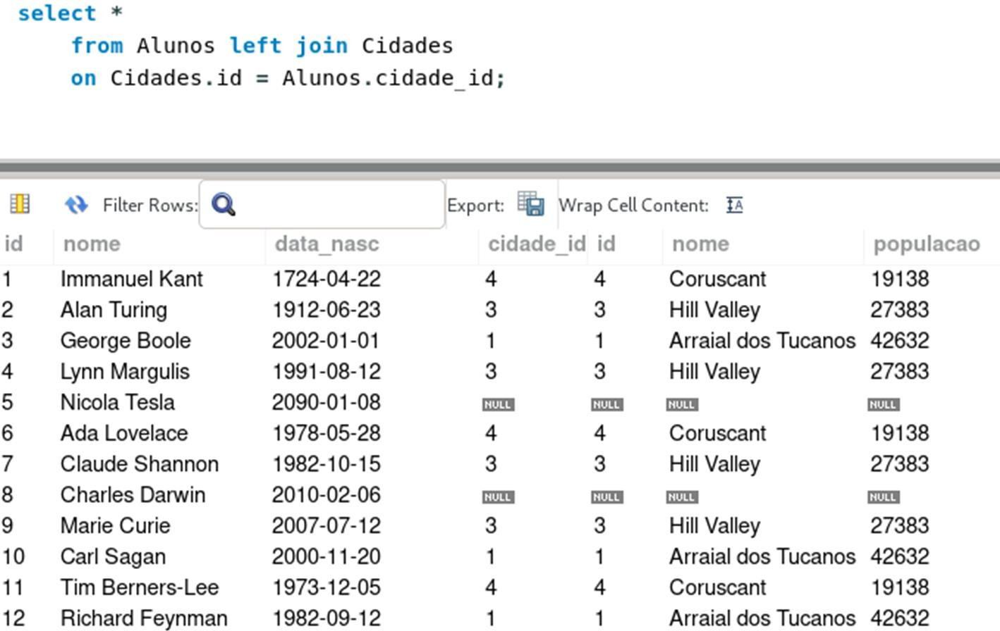 select *
from Alunos left join Cidades
on Cidades.id = Alunos.cidade_id;
Filter Rows: Export: Wrap Cell Content:
id nome data_nasc cidade_id id nome populacao
1 Immanuel Kant 1724-04-22 4 4 Coruscant 19138
2 Alan Turing 1912-06-23 3 3 Hill Valley 27383
3 George Boole 2002-01-01 1 1 Arraial dos Tucanos 42632
4 Lynn Margulis 1991-08-12 3 3 Hill Valley 27383
5 Nicola Tesla 2090-01-08 NULL NULL NULL NULL
6 Ada Lovelace 1978-05-28 4 4 Coruscant 19138
7 Claude Shannon 1982-10-15 3 3 Hill Valley 27383
8 Charles Darwin 2010-02-06 NULL NULL NULL NULL
9 Marie Curie 2007-07-12 3 3 Hill Valley 27383
10 Carl Sagan 2000-11-20 1 1 Arraial dos Tucanos 42632
11 Tim Berners-Lee 1973-12-05 4 4 Coruscant 19138
12 Richard Feynman 1982-09-12 1 1 Arraial dos Tucanos 42632